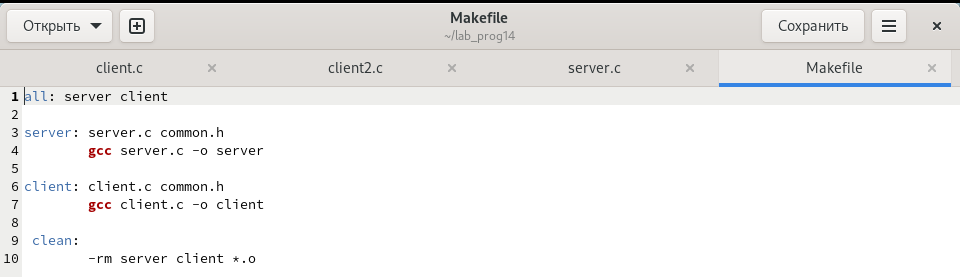 Открыть
Makefile
~/lab_prog14
Сохранить
client.c
client2.c
server.c
Makefile
1 all: server client
2
3 server: server.c common.h
4         gcc server.c -o server
5
6 client: client.c common.h
7         gcc client.c -o client
8
9  clean:
10         -rm server client *.o